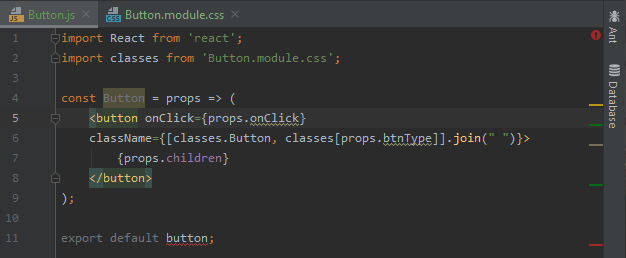 Button.js
Button.module.css
1 import React from 'react';
2 import classes from 'Button.module.css';
3
4 const Button = props => (
5 <button onClick={props.onClick}
6 className={[classes.Button, classes[props.btnType]].join(" ")}>
7 {props.children}
8 </button>
9 );
10
11 export default button;
Ant
Database
JS
CSS